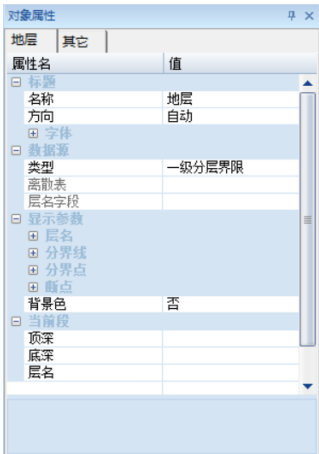 对象属性
地层 其它
属性名 值
标题
名称 地层
方向 自动
字体
数据源
类型 一级分层界限
离散表
层名字段
显示参数
层名
分界线
分界点
断点
背景色 否
当前段
顶深
底深
层名